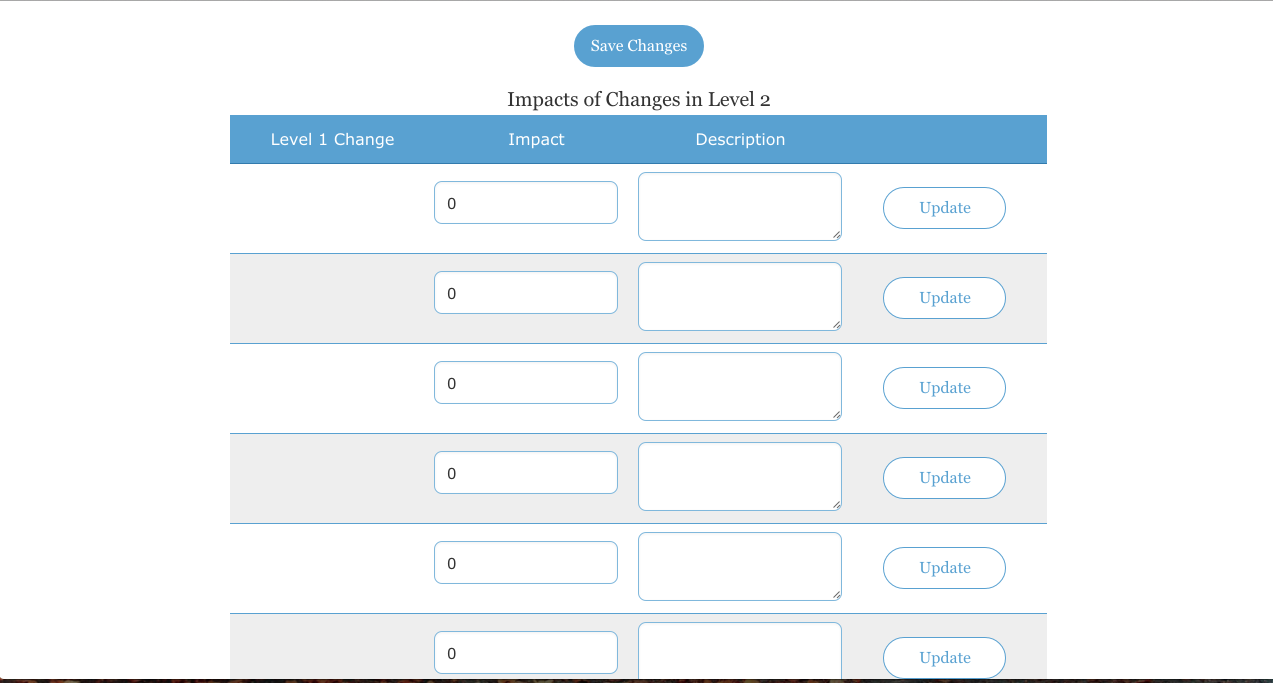 Save Changes
Impacts of Changes in Level 2
Level 1 Change Impact Description
0 Update
0 Update
0 Update
0 Update
0 Update
0 Update